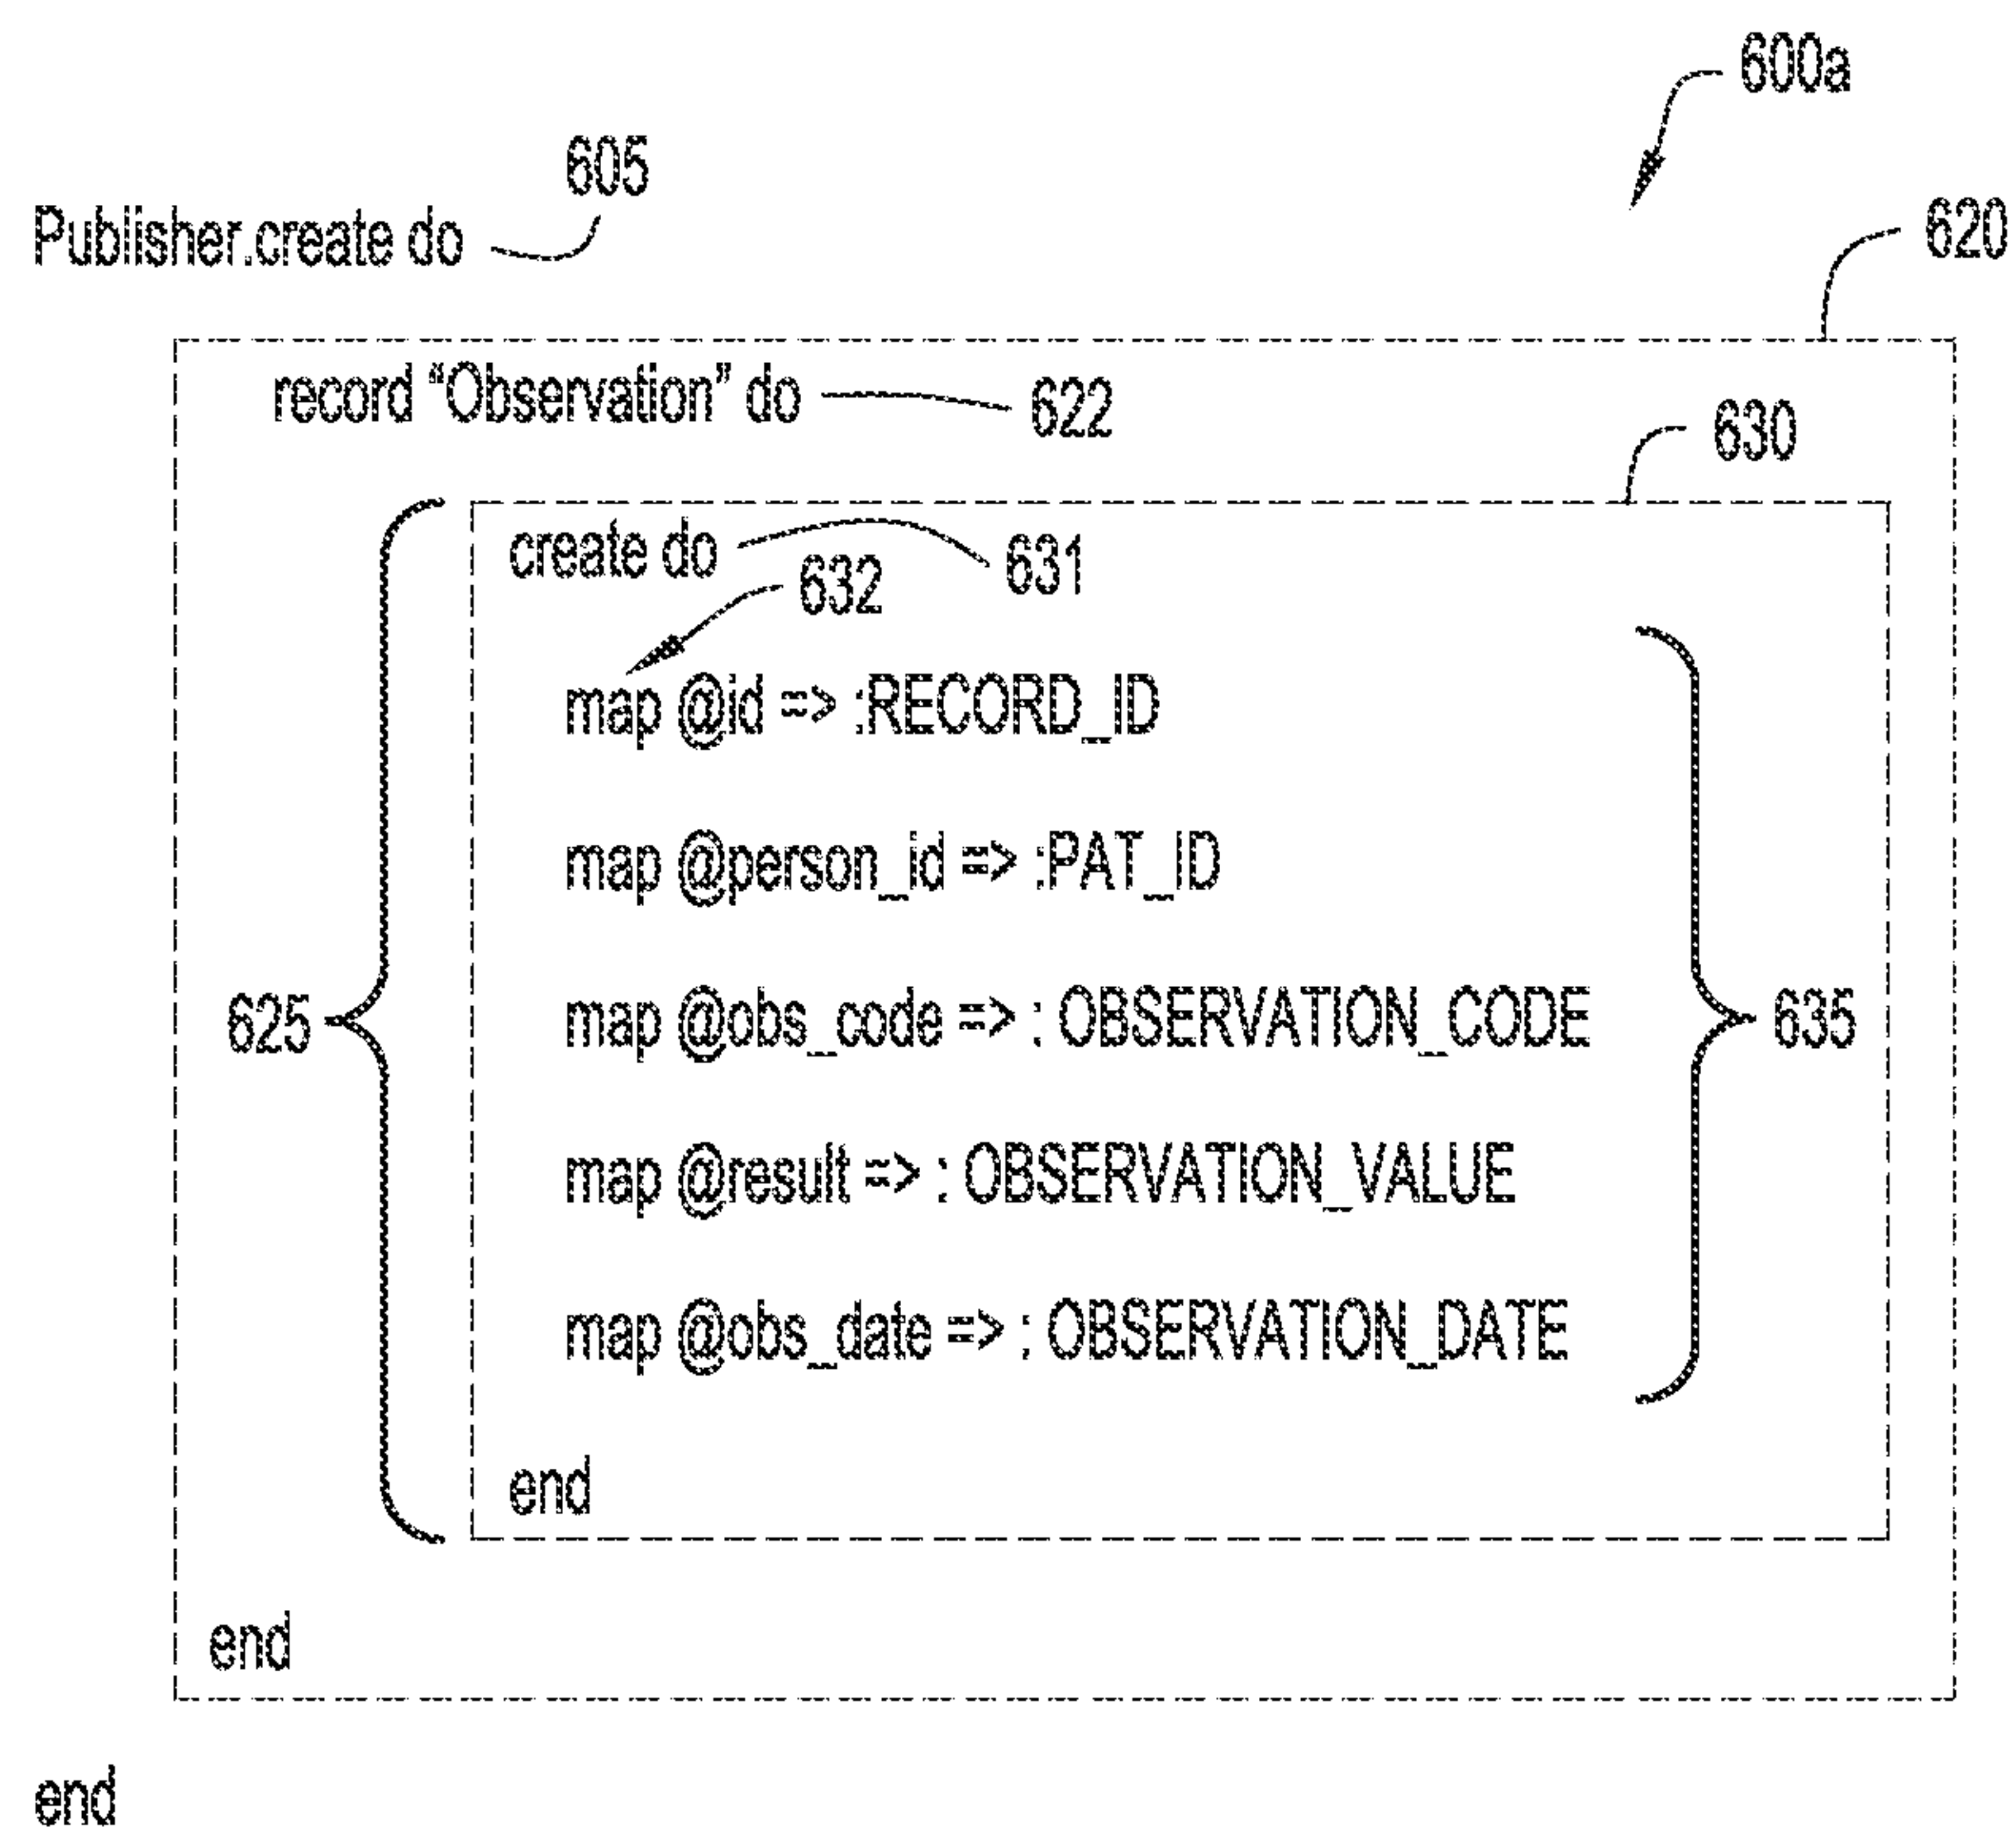 600a
605
Publisher.create do
620
record “Observation” do
622
630
create do
631
632
map @id => :RECORD_ID
map @person_id => :PAT_ID
map @obs_code => : OBSERVATION_CODE
625
635
map @result => : OBSERVATION_VALUE
map @obs_date => : OBSERVATION_DATE
end
end
end